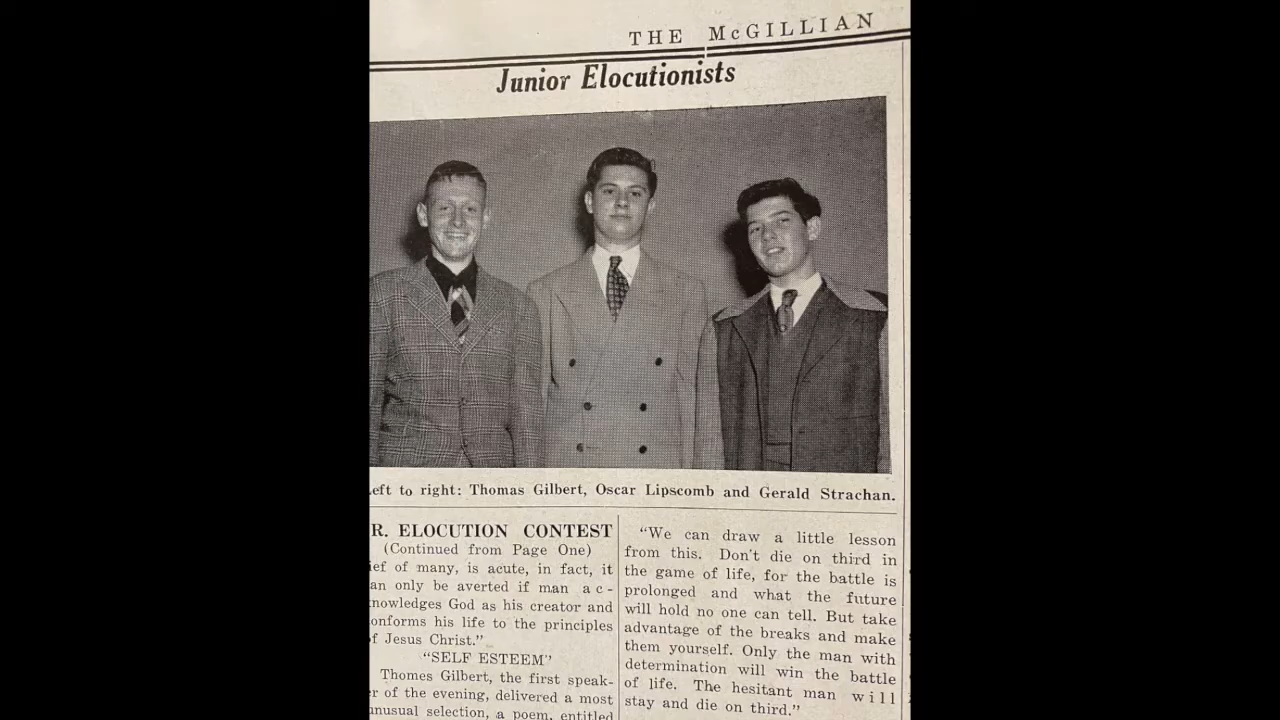 THE McGILLIAN
Junior Elocutionists
eft to right: Thomas Gilbert, Oscar Lipscomb and Gerald Strachan.
R. ELOCUTION CONTEST
(Continued from Page One)
ief of many, is acute, in fact, it
an only be averted if man ac-
nowledges God as his creator and
onforms his life to the principles
f Jesus Christ."
"SELF ESTEEM"
Thomes Gilbert, the first speak-
r of the evening, delivered a most
unusual selection, a poem, entitled
"We can draw a little lesson
from this. Don't die on third in
the game of life, for the battle is
prolonged and what the future
will hold no one can tell. But take
advantage of the breaks and make
them yourself. Only the man with
determination will win the battle
of life. The hesitant man will
stay and die on third."